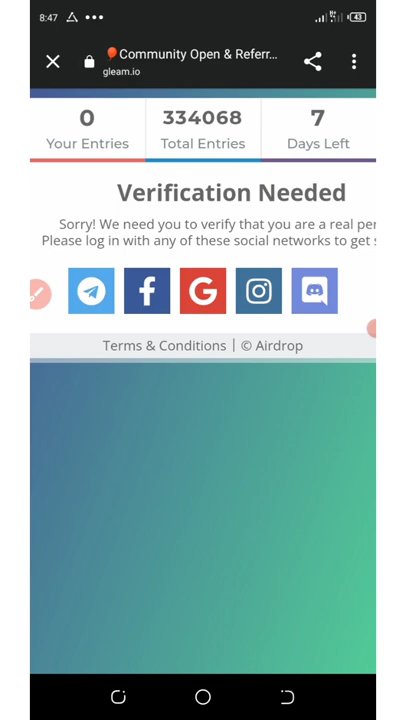 8:47
43
Community Open & Referr...
gleam.io
0
Your Entries
334068
Total Entries
7
Days Left
Verification Needed
Sorry! We need you to verify that you are a real per
Please log in with any of these social networks to get s
Terms & Conditions | © Airdrop